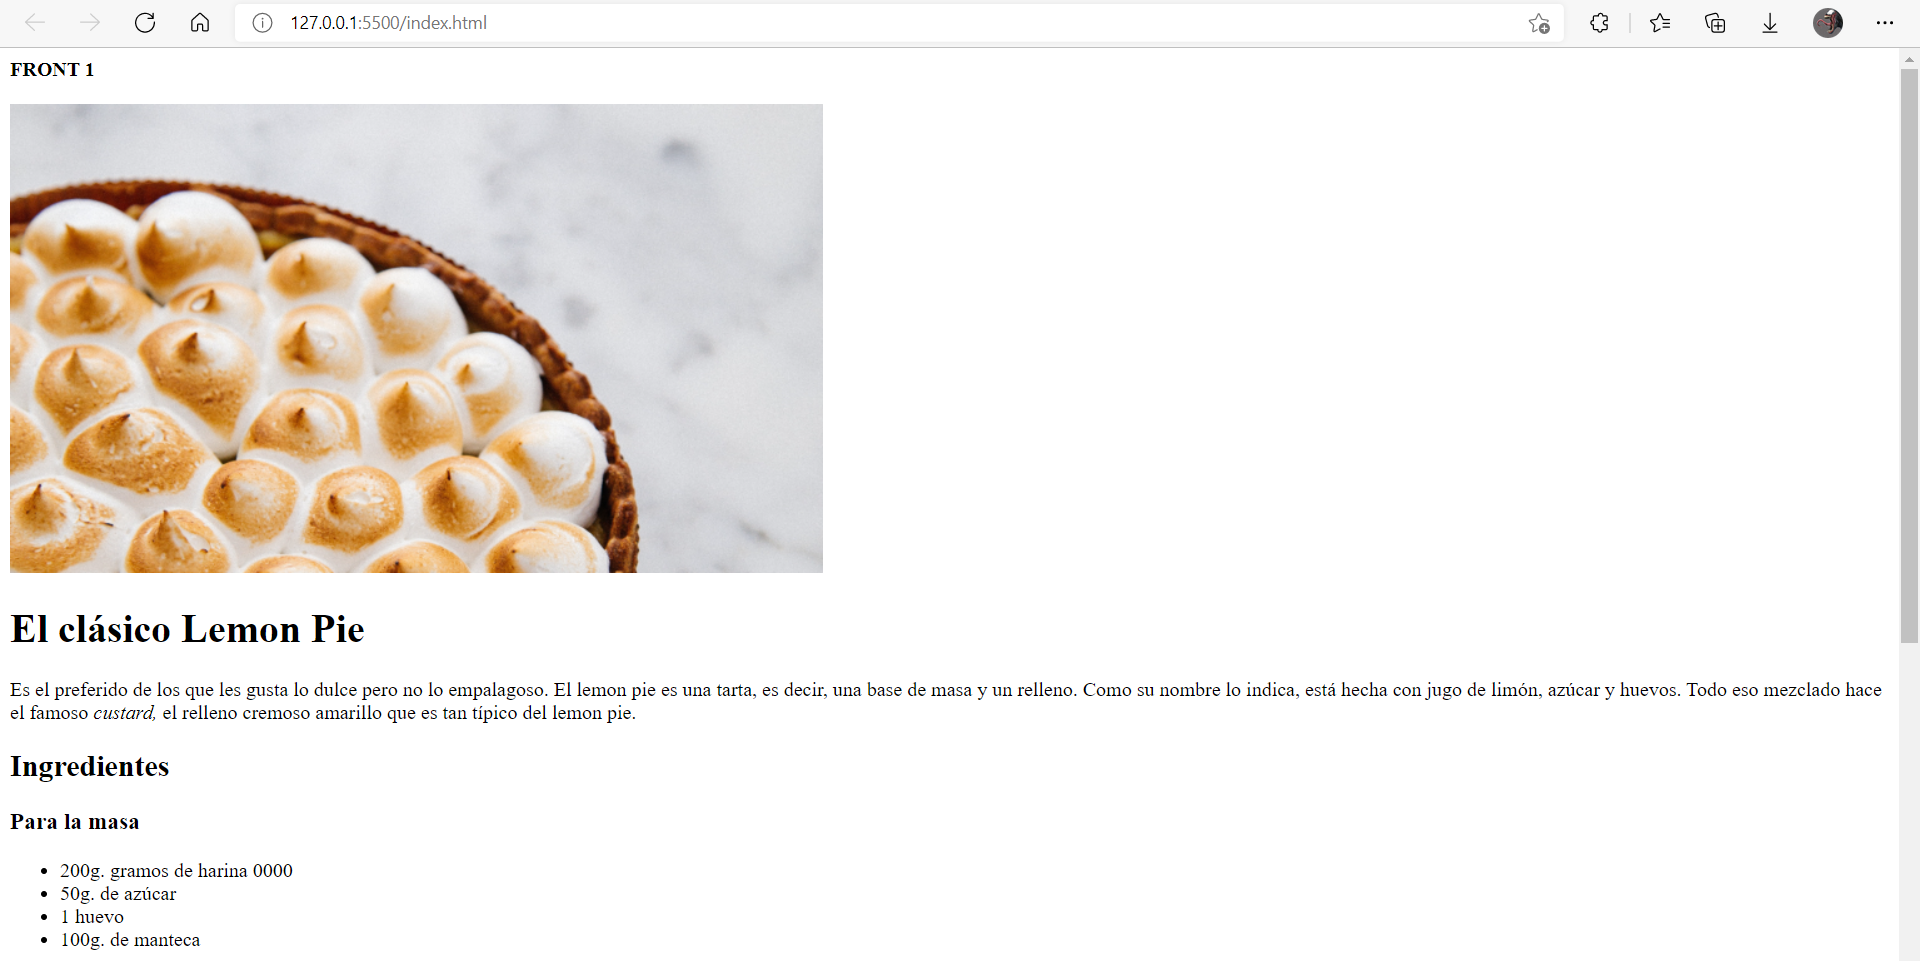 127.0.0.1:5500/index.html
FRONT 1
El clásico Lemon Pie
Es el preferido de los que les gusta lo dulce pero no lo empalagoso. El lemon pie es una tarta, es decir, una base de masa y un relleno. Como su nombre lo indica, está hecha con jugo de limón, azúcar y huevos. Todo eso mezclado hace
el famoso custard, el relleno cremoso amarillo que es tan típico del lemon pie.
Ingredientes
Para la masa
200g. gramos de harina 0000
50g. de azúcar
1 huevo
100g. de manteca